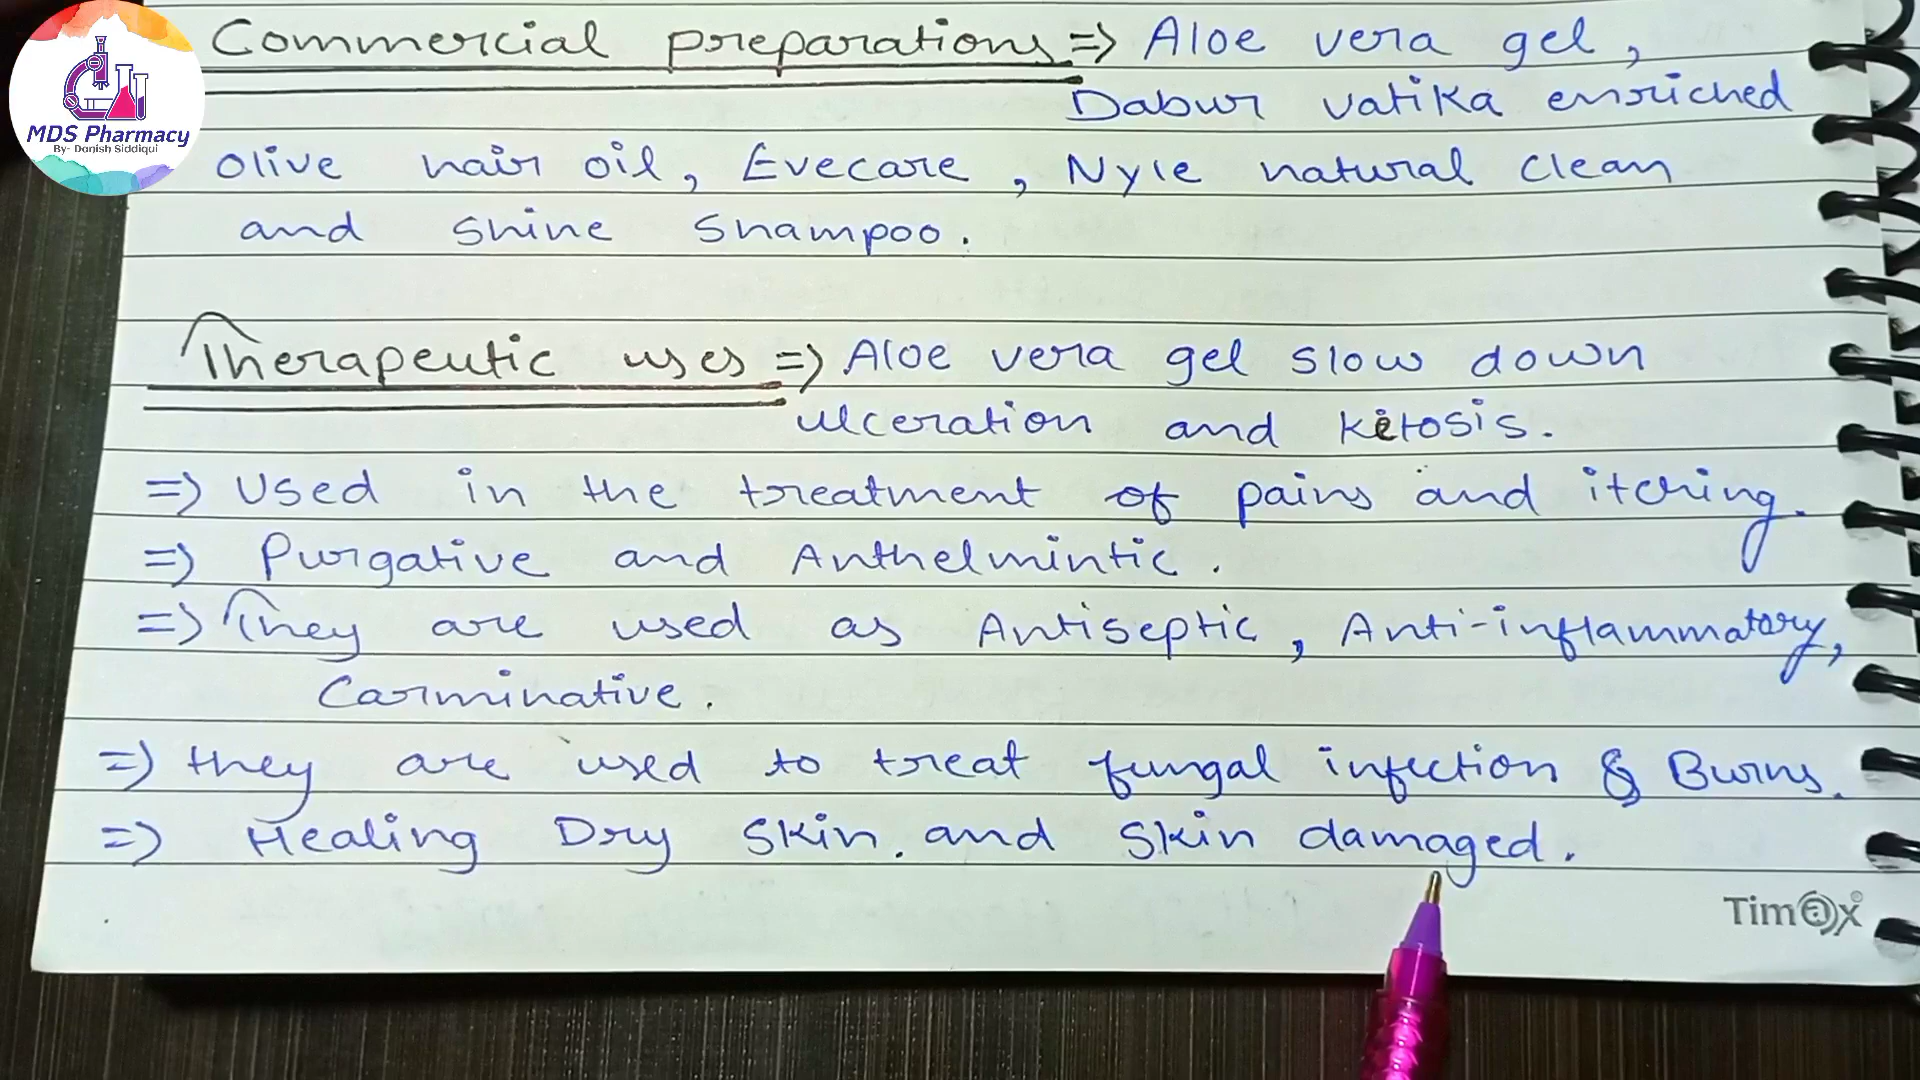 MDS Pharmacy
By- Danish Siddiqui
Commercial preparations => Aloe vera gel,
Dabur vatika enriched
olive hair oil, Evecare, Nyle natural clean
and shine shampoo.
Therapeutic uses => Aloe vera gel slow down
ulceration and ketosis.
=> Used in the treatment of pains and itching.
=> Purgative and Anthelmintic.
=> They are used as Antiseptic, Anti-inflammatory,
Carminative.
=> they are used to treat fungal infection & Burns.
=> Healing Dry Skin. and Skin damaged.
Timax